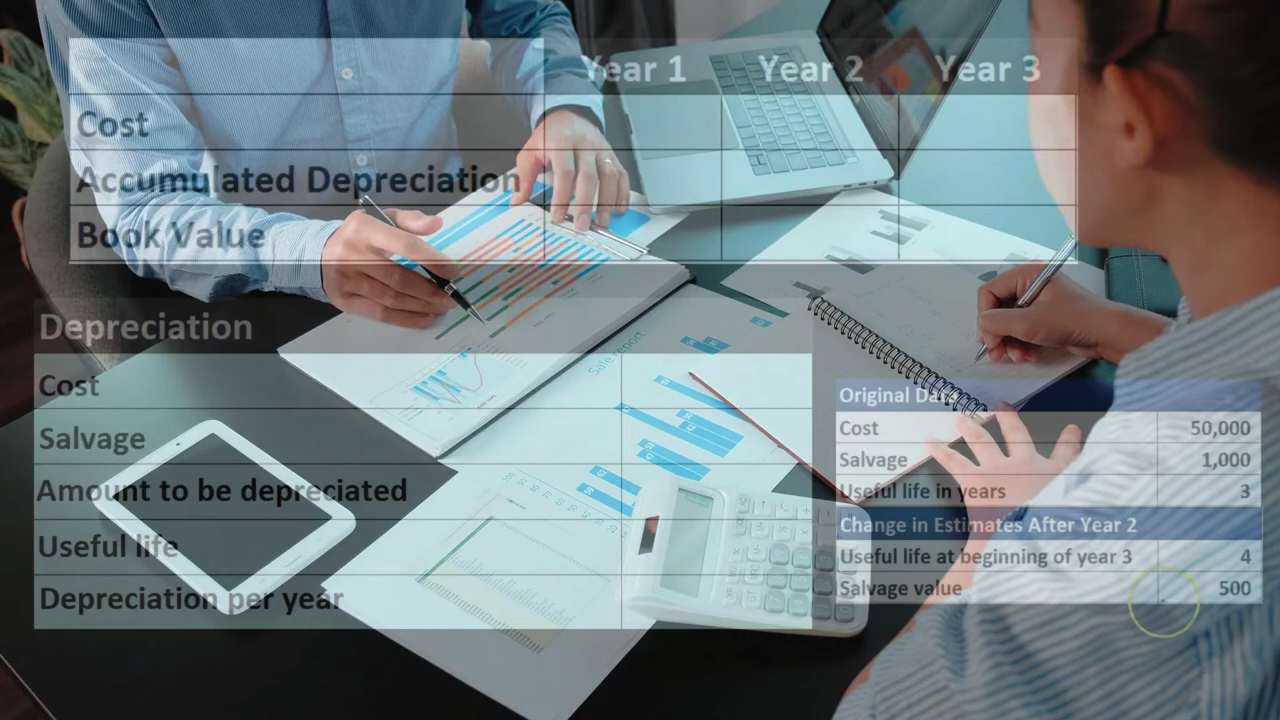 Year 1 Year 2 Year 3
Cost
Accumulated Depreciation
Book Value
Depreciation
Cost
Salvage
Amount to be depreciated
Useful life
Depreciation per year
Sale report
Original Data
Cost 50,000
Salvage 1,000
Useful life in years 3
Change in Estimates After Year 2
Useful life at beginning of year 3 4
Salvage value 500